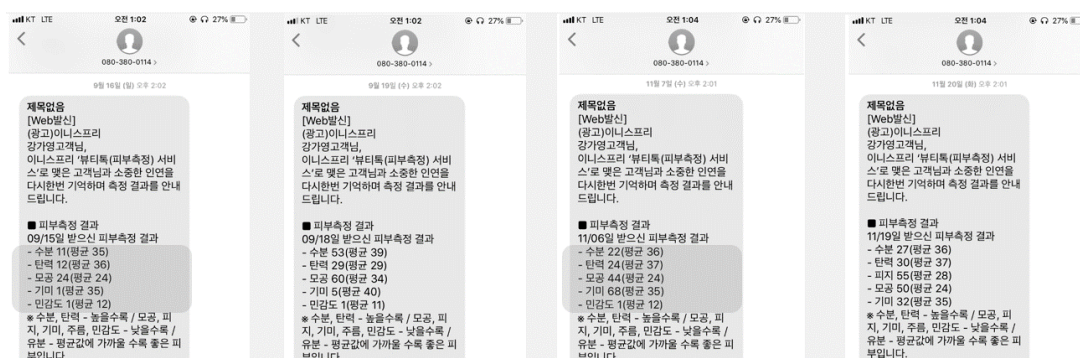 KT LTE 오전 1:02 27%
080-380-0114
9월 16일 (일) 오후 2:02
제목없음
[Web발신]
(광고)이니스프리
강가영고객님,
이니스프리 '뷰티톡(피부측정) 서비
스'로 맺은 고객님과 소중한 인연을
다시한번 기억하며 측정 결과를 안내
드립니다.
■ 피부측정 결과
09/15일 받으신 피부측정 결과
- 수분 11(평균 35)
- 탄력 12(평균 36)
- 모공 24(평균 24)
- 기미 1(평균 35)
- 민감도 1(평균 12)
※ 수분, 탄력 - 높을수록 / 모공, 피
지, 기미, 주름, 민감도 - 낮을수록 /
유분 - 평균값에 가까울 수록 좋은 피
부입니다
KT LTE 오전 1:02 27%
080-380-0114
9월 19일 (수) 오후 2:02
제목없음
[Web발신]
(광고)이니스프리
강가영고객님,
이니스프리 '뷰티톡(피부측정) 서비
스'로 맺은 고객님과 소중한 인연을
다시한번 기억하며 측정 결과를 안내
드립니다.
■ 피부측정 결과
09/18일 받으신 피부측정 결과
- 수분 53(평균 39)
- 탄력 29(평균 29)
- 모공 60(평균 34)
- 기미 5(평균 40)
- 민감도 1(평균 11)
※ 수분, 탄력 - 높을수록 / 모공, 피
지, 기미, 주름, 민감도 - 낮을수록 /
유분 - 평균값에 가까울 수록 좋은 피
부입니다
KT LTE 오전 1:04 27%
080-380-0114
11월 7일 (수) 오후 2:01
제목없음
[Web발신]
(광고)이니스프리
강가영고객님,
이니스프리 '뷰티톡(피부측정) 서비
스'로 맺은 고객님과 소중한 인연을
다시한번 기억하며 측정 결과를 안내
드립니다.
■ 피부측정 결과
11/06일 받으신 피부측정 결과
- 수분 22(평균 36)
- 탄력 24(평균 37)
- 모공 44(평균 24)
- 기미 68(평균 35)
- 민감도 1(평균 12)
※ 수분, 탄력 - 높을수록 / 모공, 피
지, 기미, 주름, 민감도 - 낮을수록 /
유분 - 평균값에 가까울 수록 좋은 피
부입니다
KT LTE 오전 1:04 27%
080-380-0114
11월 20일 (화) 오후 2:01
제목없음
[Web발신]
(광고)이니스프리
강가영고객님,
이니스프리 '뷰티톡(피부측정) 서비
스'로 맺은 고객님과 소중한 인연을
다시한번 기억하며 측정 결과를 안내
드립니다.
■ 피부측정 결과
11/19일 받으신 피부측정 결과
- 수분 27(평균 36)
- 탄력 30(평균 37)
- 피지 55(평균 28)
- 모공 50(평균 24)
- 기미 32(평균 35)
※ 수분, 탄력 - 높을수록 / 모공, 피
지, 기미, 주름, 민감도 - 낮을수록 /
유분 - 평균값에 가까울 수록 좋은 피
부입니다